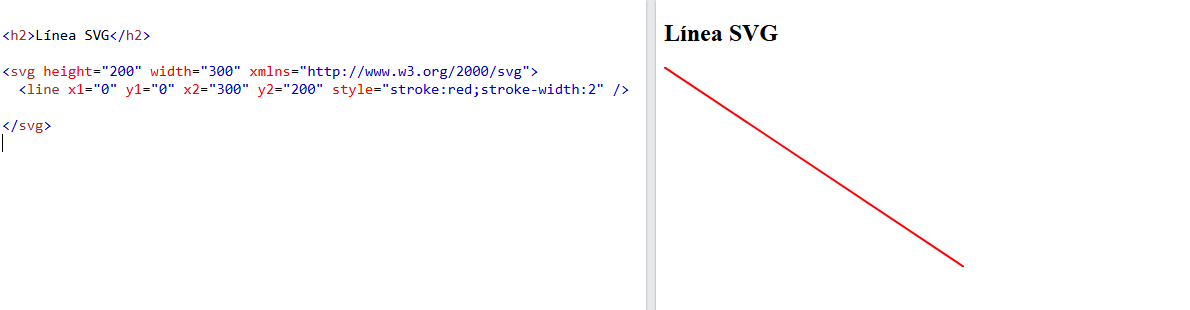 <h2>Línea SVG</h2>
<svg height="200" width="300" xmlns="http://www.w3.org/2000/svg">
<line x1="0" y1="0" x2="300" y2="200" style="stroke:red;stroke-width:2" />
</svg>
Línea SVG